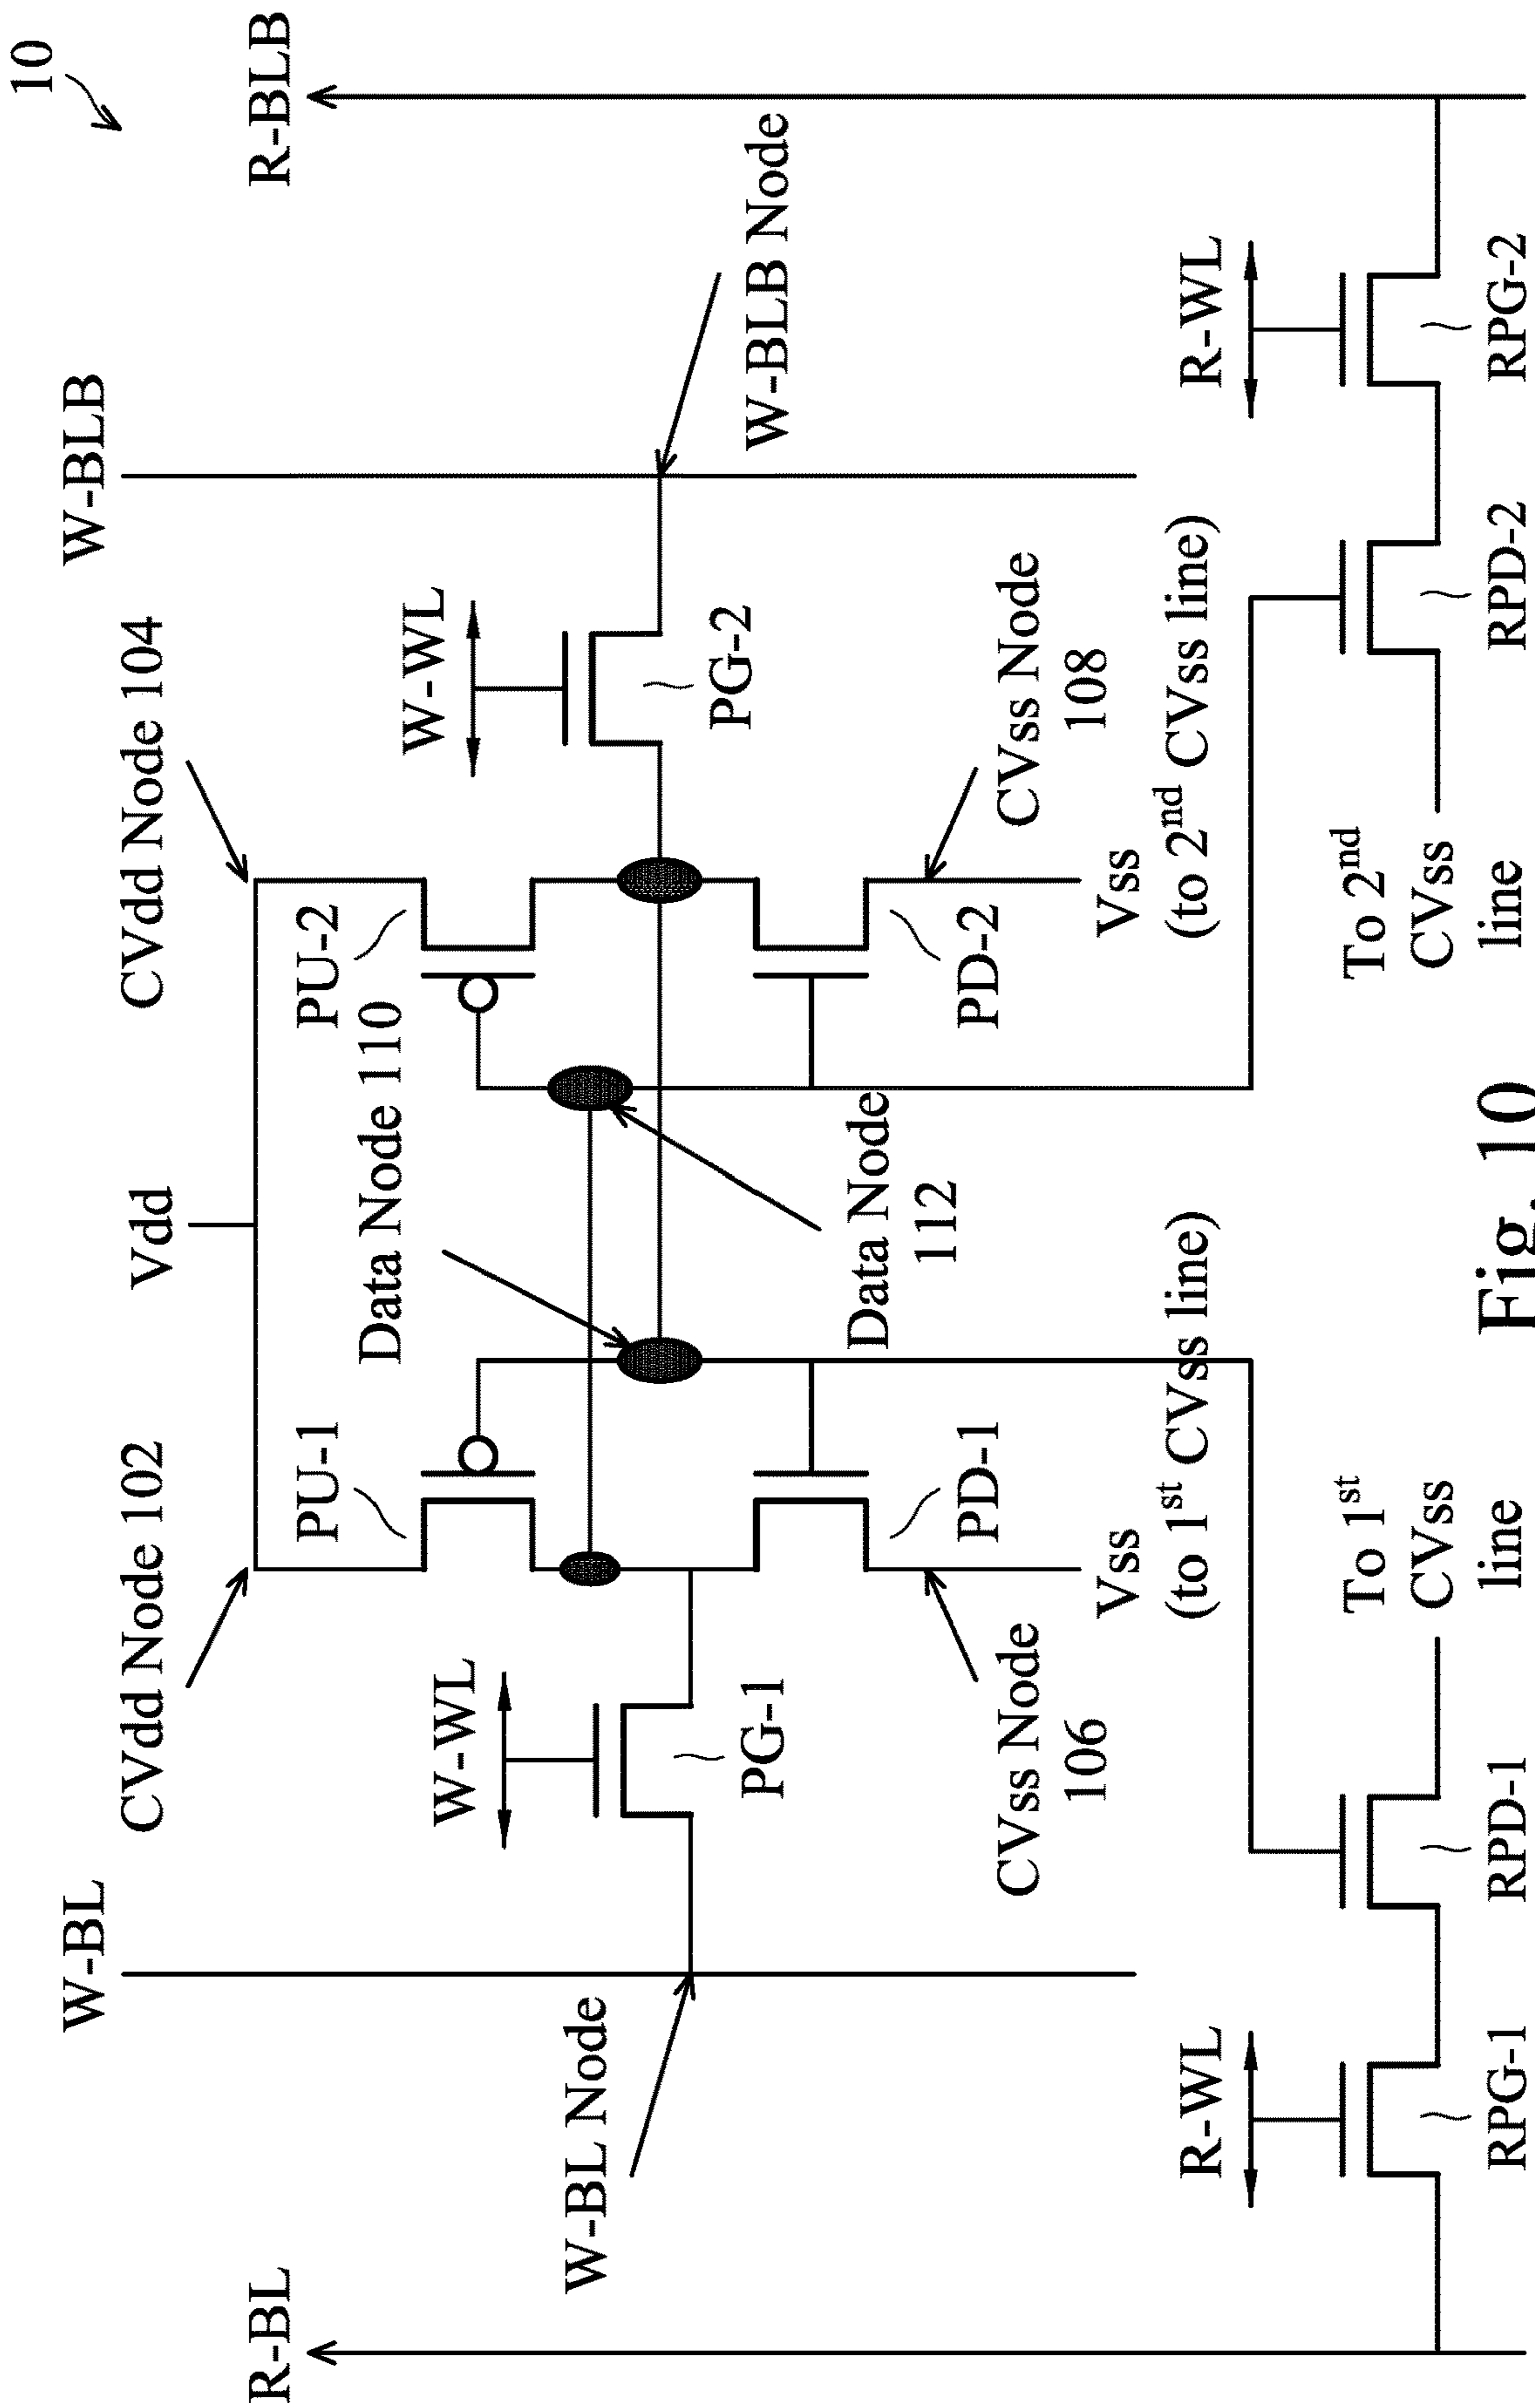 10
R-BL
W-BL
Vdd
W-BLB
R-BLB
CVdd Node 102
CVdd Node 104
PU-1
PU-2
Data Node 110
W-WL
W-WL
W-BL Node
PG-1
PG-2
W-BLB Node
Data Node
112
PD-1
PD-2
CVss Node
106
CVss Node
108
Vss
(to 1st CVss line)
Vss
(to 2nd CVss line)
R-WL
R-WL
To 1st
CVss
line
To 2nd
CVss
line
RPG-1
RPD-1
RPD-2
RPG-2
Fig. 10